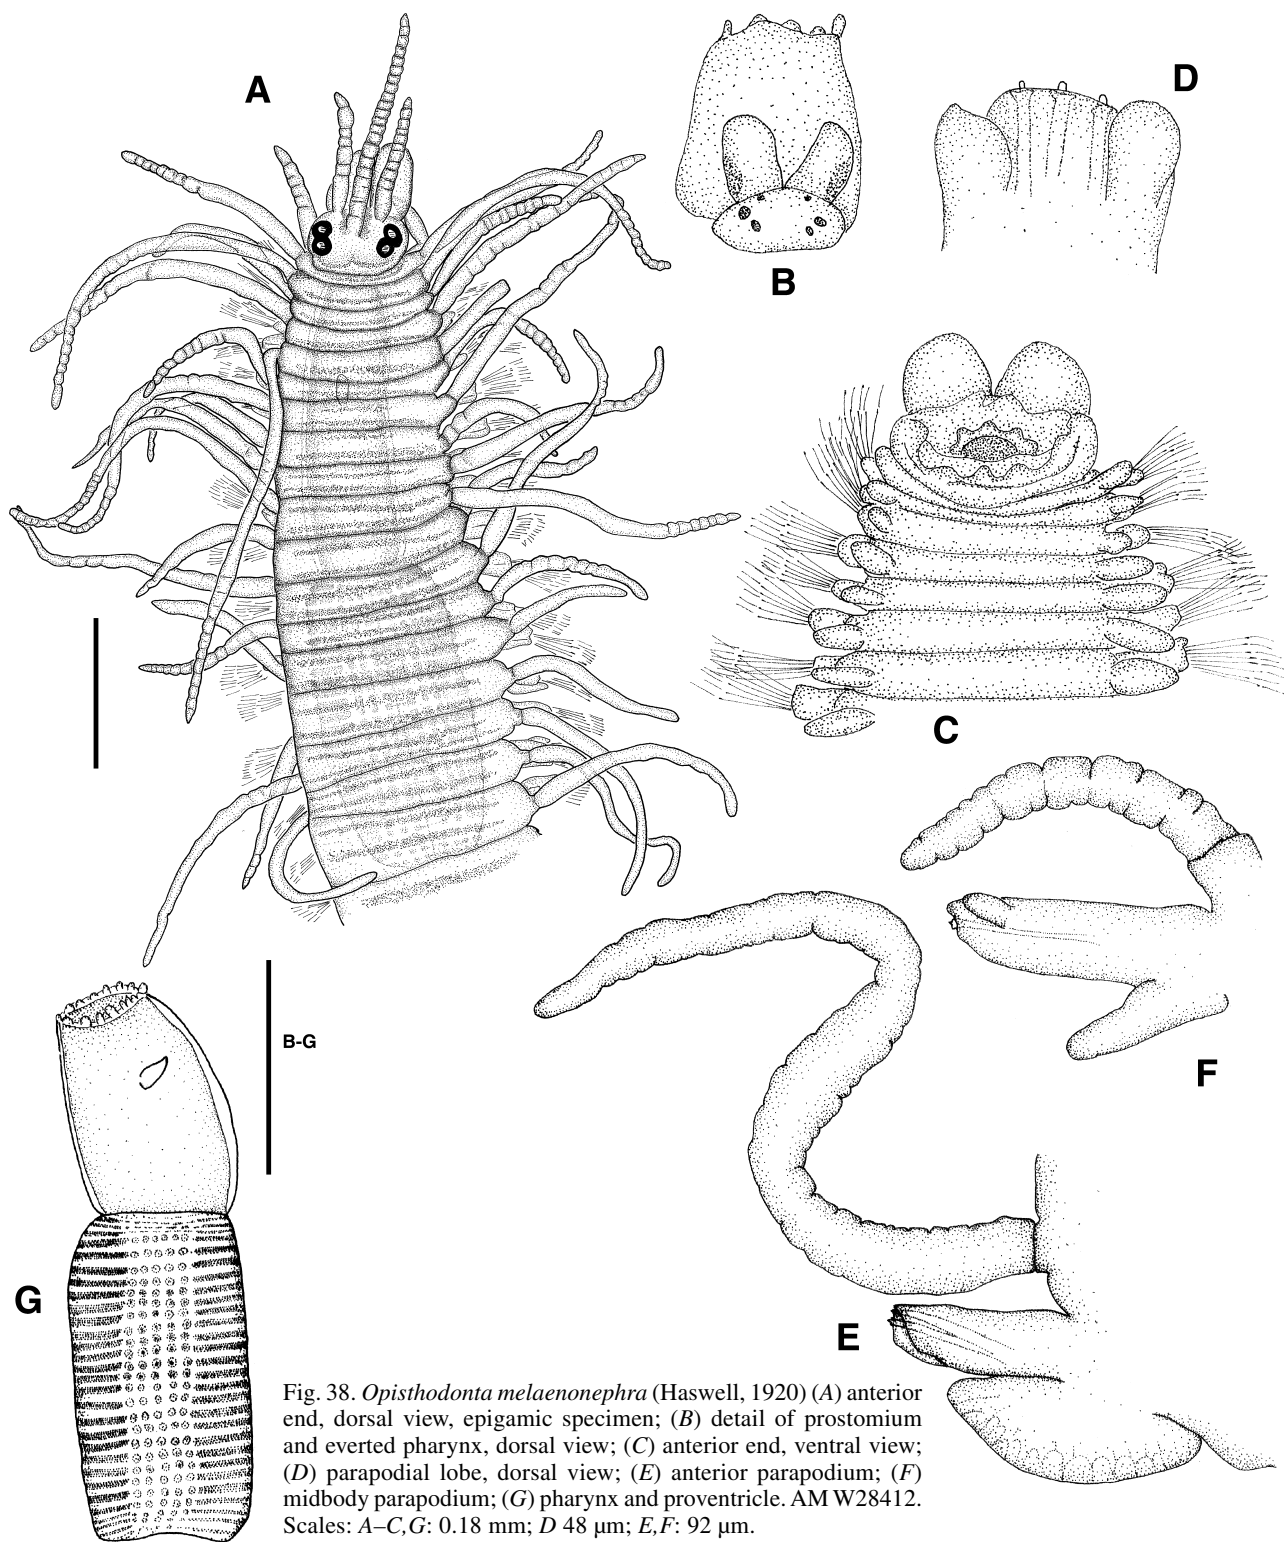 A
B
D
C
B-G
F
G
E
Fig. 38. Opisthodonta melaenonephra (Haswell, 1920) (A) anterior
end, dorsal view, epigamic specimen; (B) detail of prostomium
and everted pharynx, dorsal view; (C) anterior end, ventral view;
(D) parapodial lobe, dorsal view; (E) anterior parapodium; (F)
midbody parapodium; (G) pharynx and proventricle. AM W28412.
Scales: A–C,G: 0.18 mm; D 48 µm; E,F: 92 µm.